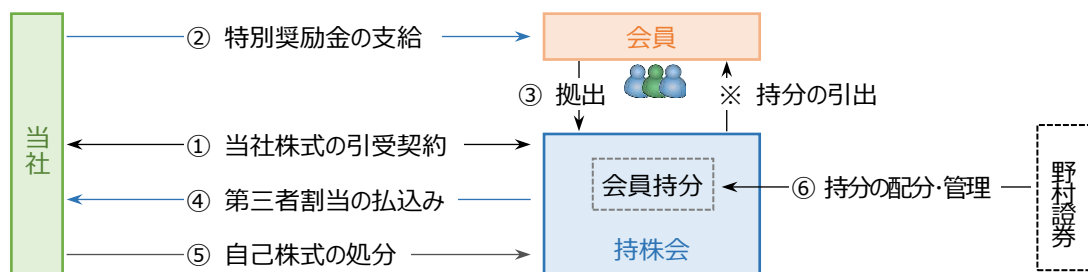 ② 特別奨励金の支給
会員
③ 拠出
※ 持分の引出
当社
① 当社株式の引受契約
会員持分
⑥ 持分の配分・管理
野村證券
④ 第三者割当の払込み
持株会
⑤ 自己株式の処分